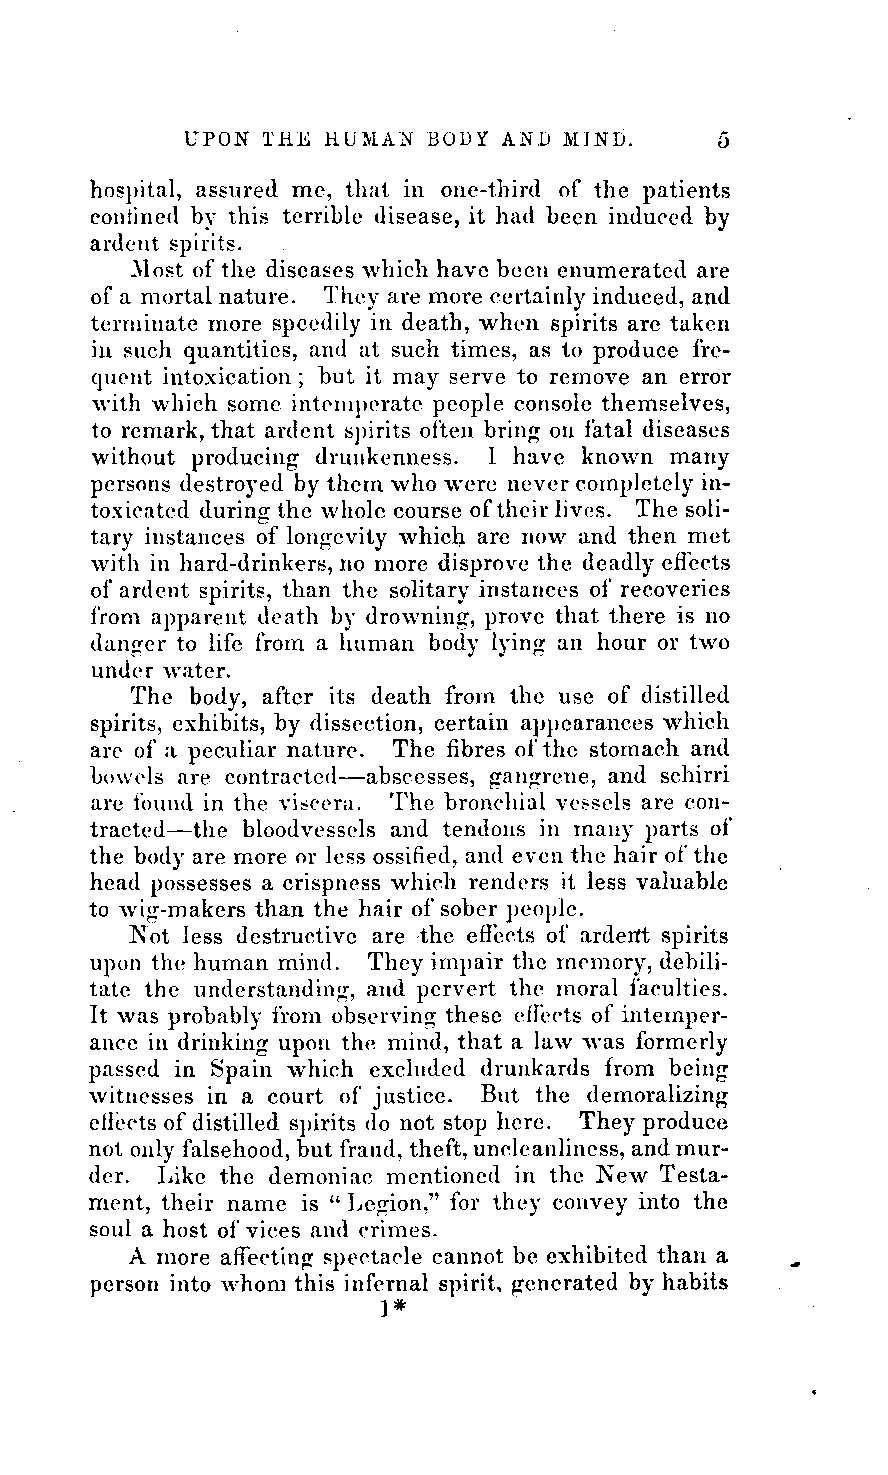 UPON THE HUMAN BODY AND MIND. 5
hospital, assured me, that in one-third of the patients
confined by this terrible disease, it had been induced by
ardent spirits.
Most of the diseases which have been enumerated are
of a mortal nature. They are more certainly induced, and
terminate more speedily in death, when spirits are taken
in such quantities, and at such times, as to produce fre-
quent intoxication; but it may serve to remove an error
with which some intemperate people console themselves,
to remark, that ardent spirits often bring on fatal diseases
without producing drunkenness. I have known many
persons destroyed by them who were never completely in-
toxicated during the whole course of their lives. The soli-
tary instances of longevity which are now and then met
with in hard-drinkers, no more disprove the deadly effects
of ardent spirits, than the solitary instances of recoveries
from apparent death by drowning, prove that there is no
danger to life from a human body lying an hour or two
under water.
The body, after its death from the use of distilled
spirits, exhibits, by dissection, certain appearances which
are of a peculiar nature. The fibres of the stomach and
bowels are contracted—abscesses, gangrene, and schirri
are found in the viscera. The bronchial vessels are con-
tracted—the bloodvessels and tendons in many parts of
the body are more or less ossified, and even the hair of the
head possesses a crispness which renders it less valuable
to wig-makers than the hair of sober people.
Not less destructive are the effects of ardent spirits
upon the human mind. They impair the memory, debili-
tate the understanding, and pervert the moral faculties.
It was probably from observing these effects of intemper-
ance in drinking upon the mind, that a law was formerly
passed in Spain which excluded drunkards from being
witnesses in a court of justice. But the demoralizing
effects of distilled spirits do not stop here. They produce
not only falsehood, but fraud, theft, uncleanliness, and mur-
der. Like the demoniac mentioned in the New Testa-
ment, their name is "Legion," for they convey into the
soul a host of vices and crimes.
A more affecting spectacle cannot be exhibited than a
person into whom this infernal spirit, generated by habits
1*